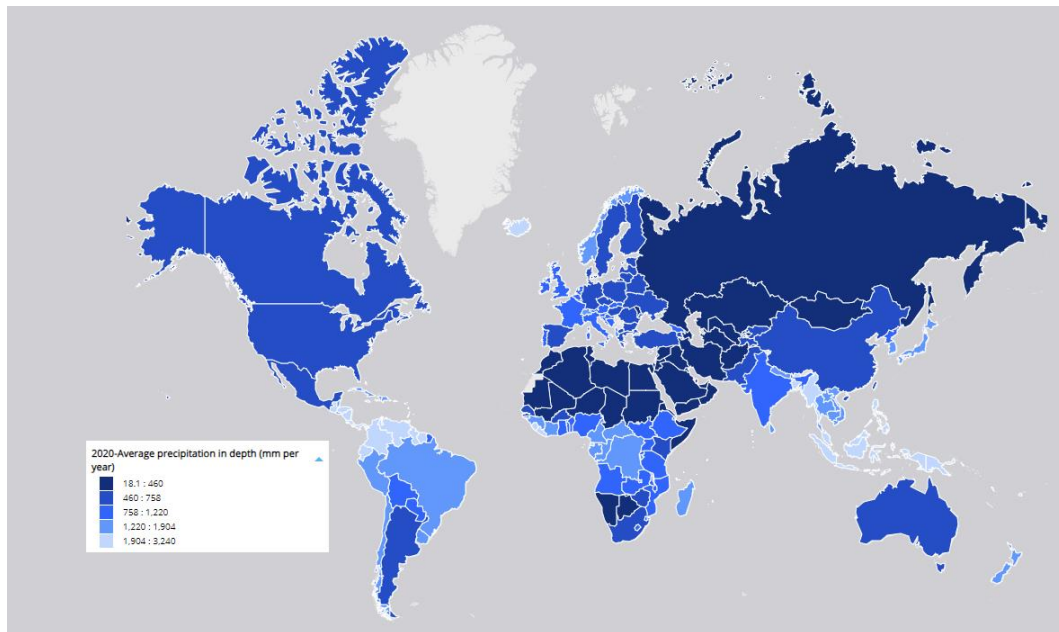 2020-Average precipitation in depth (mm per
year)
18.1 : 460
460 : 758
758 : 1,220
1,220 : 1,904
1,904 : 3,240